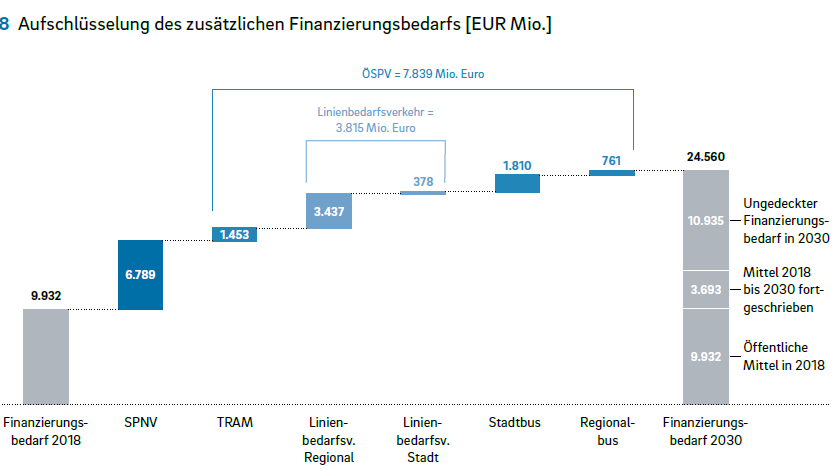 8 Aufschlüsselung des zusätzlichen Finanzierungsbedarfs [EUR Mio.]
ÖSPV = 7.839 Mio. Euro
Linienbedarfsverkehr =
3.815 Mio. Euro
9.932
6.789
1.453
3.437
378
1.810
761
24.560
10.935
3.693
9.932
Ungedeckter
Finanzierungs-
bedarf in 2030
Mittel 2018
bis 2030 fort-
geschrieben
Öffentliche
Mittel in 2018
Finanzierungs-
bedarf 2018
SPNV
TRAM
Linien-
bedarfsv.
Regional
Linien-
bedarfsv.
Stadt
Stadtbus
Regional-
bus
Finanzierungs-
bedarf 2030